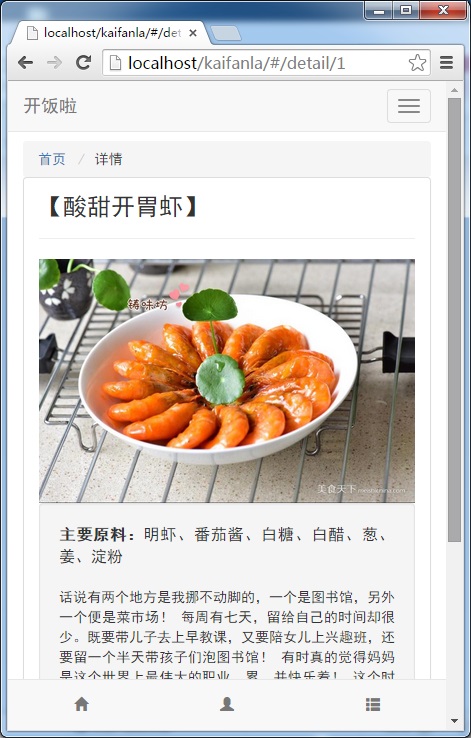 localhost/kaifanla/#/det
localhost/kaifanla/#/detail/1
开饭啦
首页 / 详情
【酸甜开胃虾】
美食天下
主要原料：明虾、番茄酱、白糖、白醋、葱、
姜、淀粉
话说有两个地方是我挪不动脚的，一个是图书馆，另外
一个便是菜市场！ 每周有七天，留给自己的时间却很
少。既要带儿子去上早教课，又要陪女儿上兴趣班，还
要留一个半天带孩子们泡图书馆！ 有时真的觉得妈妈
是这个世界上最伟大的职业，累，并快乐着！ 这个时